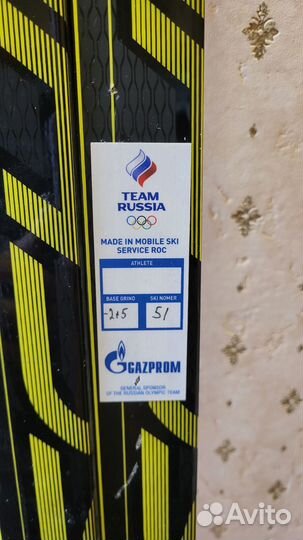 TEAM
RUSSIA
MADE IN MOBILE SKI
SERVICE ROC
ATHLETE
BASE GRIND
SKI NOMER
-2+5
51
GAZPROM
GENERAL SPONSOR
OF THE RUSSIAN OLYMPIC TEAM
Avito